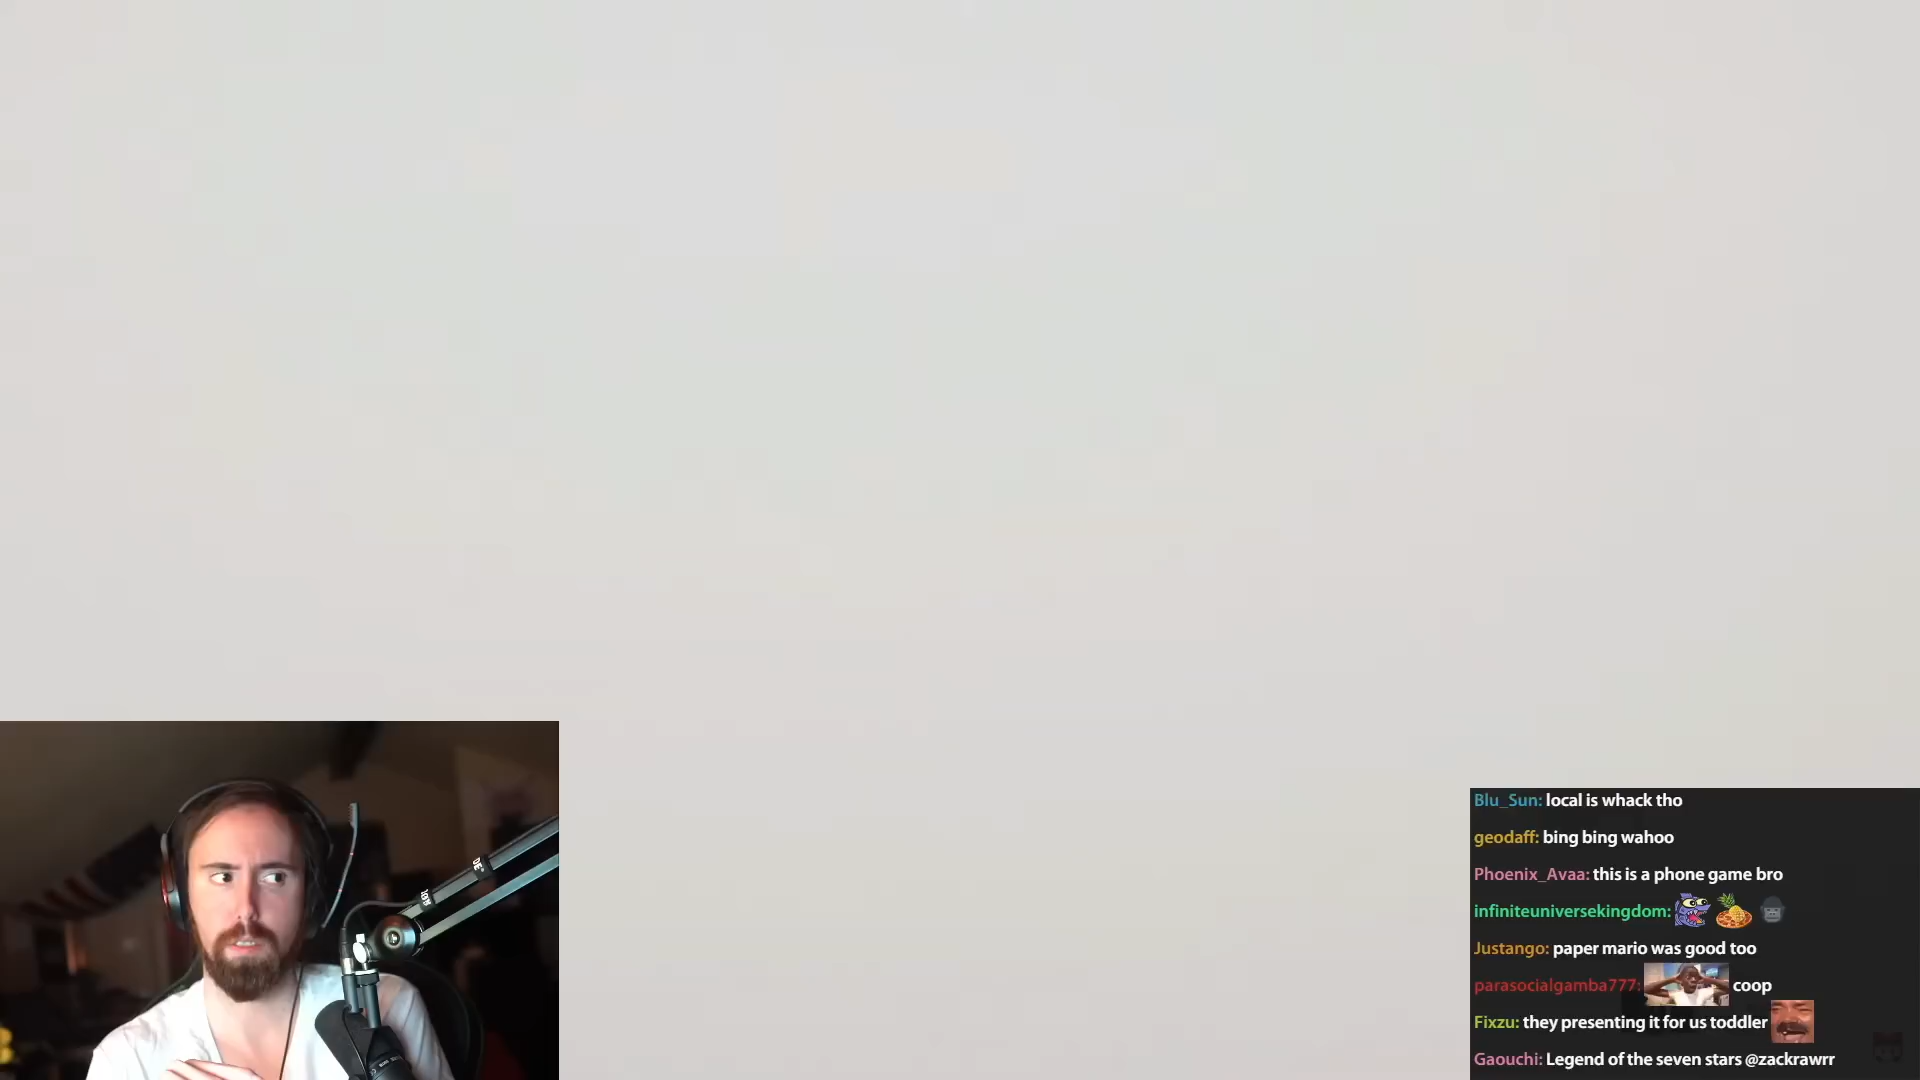 Blu_Sun: local is whack tho
geodaff: bing bing wahoo
Phoenix_Avaa: this is a phone game bro
infiniteuniversekingdom:
Justango: paper mario was good too
parasocialgamba777: coop
Fixzu: they presenting it for us toddler
Gaouchi: Legend of the seven stars @zackrawrr